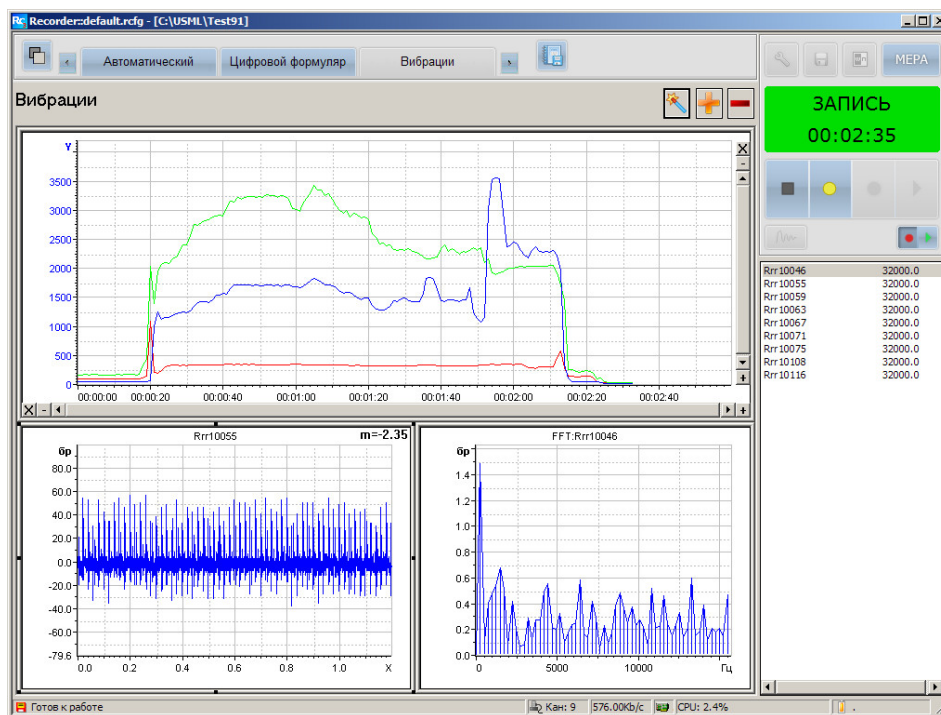 Rc Recorder::default.rcfg - [C:\USML\Test91]
Автоматический Цифровой формуляр Вибрации
МЕРА
Вибрации
ЗАПИСЬ
00:02:35
Y
3500
3000
2500
2000
1500
1000
500
0
00:00:00 00:00:20 00:00:40 00:01:00 00:01:20 00:01:40 00:02:00 00:02:20 00:02:40
X - +
X - +
Rrr10046 32000.0
Rrr10055 32000.0
Rrr10059 32000.0
Rrr10063 32000.0
Rrr10067 32000.0
Rrr10071 32000.0
Rrr10075 32000.0
Rrr10108 32000.0
Rrr10116 32000.0
Rrr10055 m=-2.35
бр
80.0
60.0
40.0
20.0
0.0
-20.0
-40.0
-60.0
-79.6
0.0 0.2 0.4 0.6 0.8 1.0 X
FFT:Rrr10046
бр
1.4
1.2
1.0
0.8
0.6
0.4
0.2
0.0
0 5000 10000 Гц
Готов к работе Кан: 9 576.00Kb/c CPU: 2.4% .